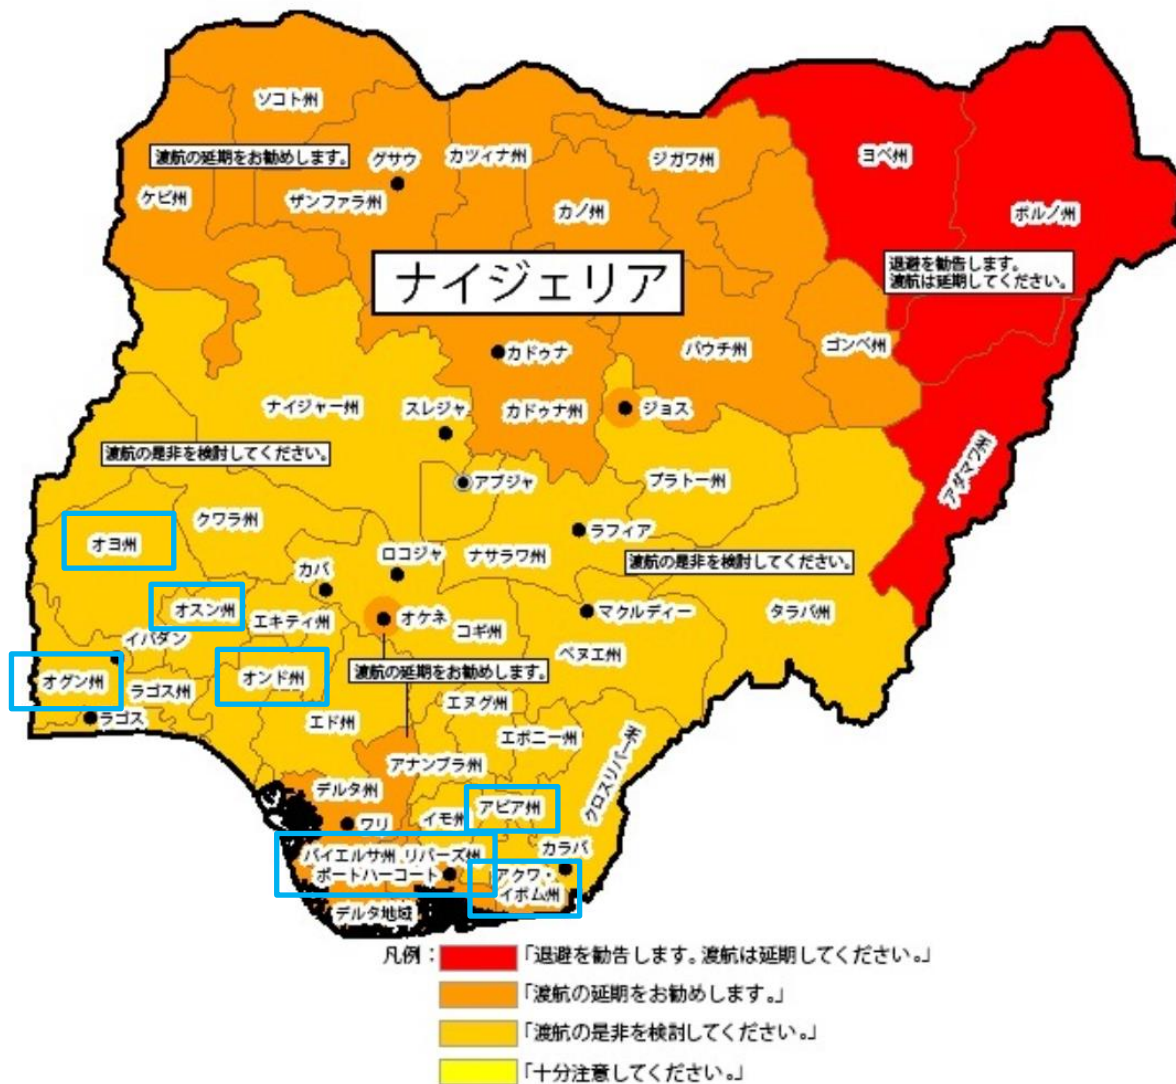 ソコト州
渡航の延期をお勧めします。
グサウ
カツィナ州
ジガワ州
ヨベ州
ケビ州
ザンファラ州
カノ州
ボルノ州
退避を勧告します。
渡航は延期してください。
ナイジェリア
カドゥナ
バウチ州
ゴンベ州
ナイジャー州
スレジャ
カドゥナ州
ジョス
渡航の是非を検討してください。
アブジャ
プラトー州
アダマワ州
オヨ州
クワラ州
ラフィア
ロコジャ
ナサラワ州
渡航の是非を検討してください。
カバ
オスン州
エキティ州
オケネ
コギ州
マクルディー
タラバ州
イバダン
オグン州
ラゴス州
オンド州
渡航の延期をお勧めします。
ベヌエ州
ラゴス
エド州
エヌグ州
エボニー州
クロスリバー州
アナンブラ州
デルタ州
アビア州
ワリ
イモ州
バイエルサ州
リバーズ州
カラバ
ポートハーコート
アクワ・
イボム州
デルタ地域
凡例：
「退避を勧告します。渡航は延期してください。」
「渡航の延期をお勧めします。」
「渡航の是非を検討してください。」
「十分注意してください。」